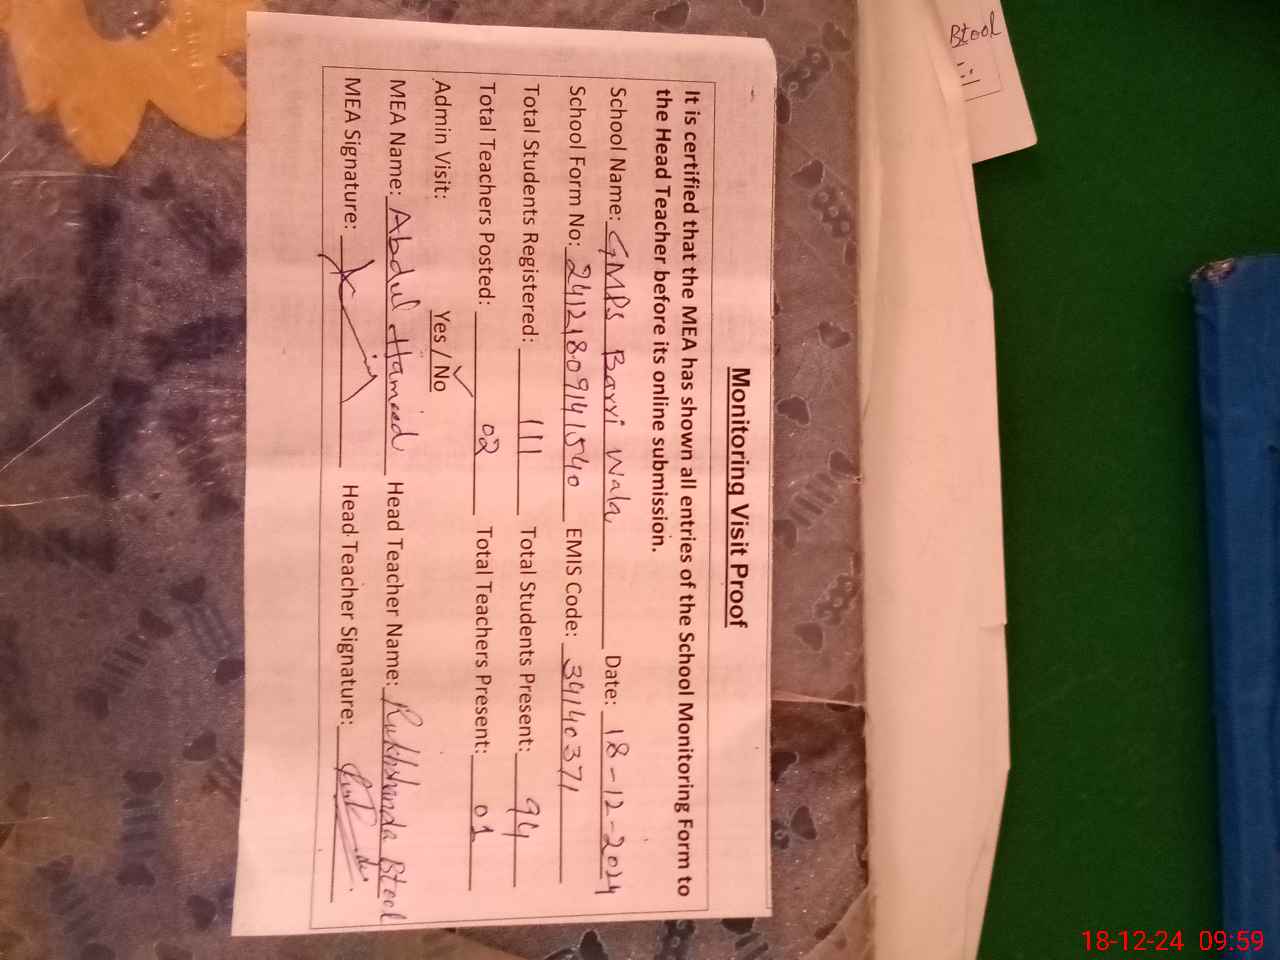 Monitoring Visit Proof
It is certified that the MEA has shown all entries of the School Monitoring Form to
the Head Teacher before its online submission.
School Name: GMPS Barvi Wala Date: 18-12-2024
School Form No: 24121809141540 EMIS Code: 34140371
Total Students Registered: 111 Total Students Present: 94
Total Teachers Posted: 02 Total Teachers Present: 01
Admin Visit: Yes / No
MEA Name: Abdul Hameed Head Teacher Name: Rukhshanda Btool
MEA Signature: Head Teacher Signature:
Btool
18-12-24 09:59